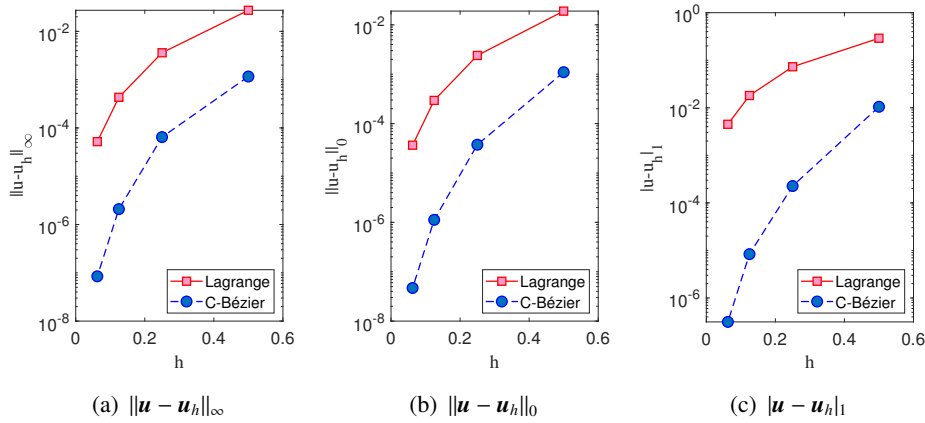 10^-2
10^-4
10^-6
10^-8
||u-u_h||_∞
0 0.2 0.4 0.6
h
Lagrange
C-Bézier
(a) ||u − u_h||_∞
10^-2
10^-4
10^-6
10^-8
||u-u_h||_0
0 0.2 0.4 0.6
h
Lagrange
C-Bézier
(b) ||u − u_h||_0
10^0
10^-2
10^-4
10^-6
|u-u_h|_1
0 0.2 0.4 0.6
h
Lagrange
C-Bézier
(c) |u − u_h|_1